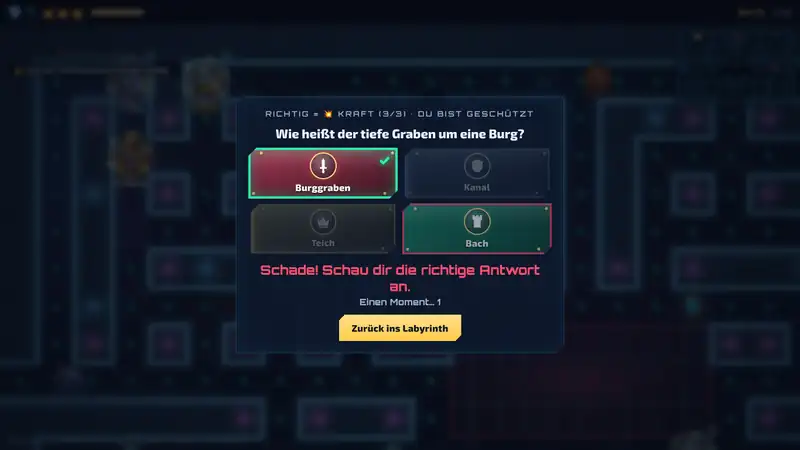 RICHTIG = 💥 KRAFT (3/3) · DU BIST GESCHÜTZT
Wie heißt der tiefe Graben um eine Burg?
Burggraben
Kanal
Teich
Bach
Schade! Schau dir die richtige Antwort
an.
Einen Moment... 1
Zurück ins Labyrinth